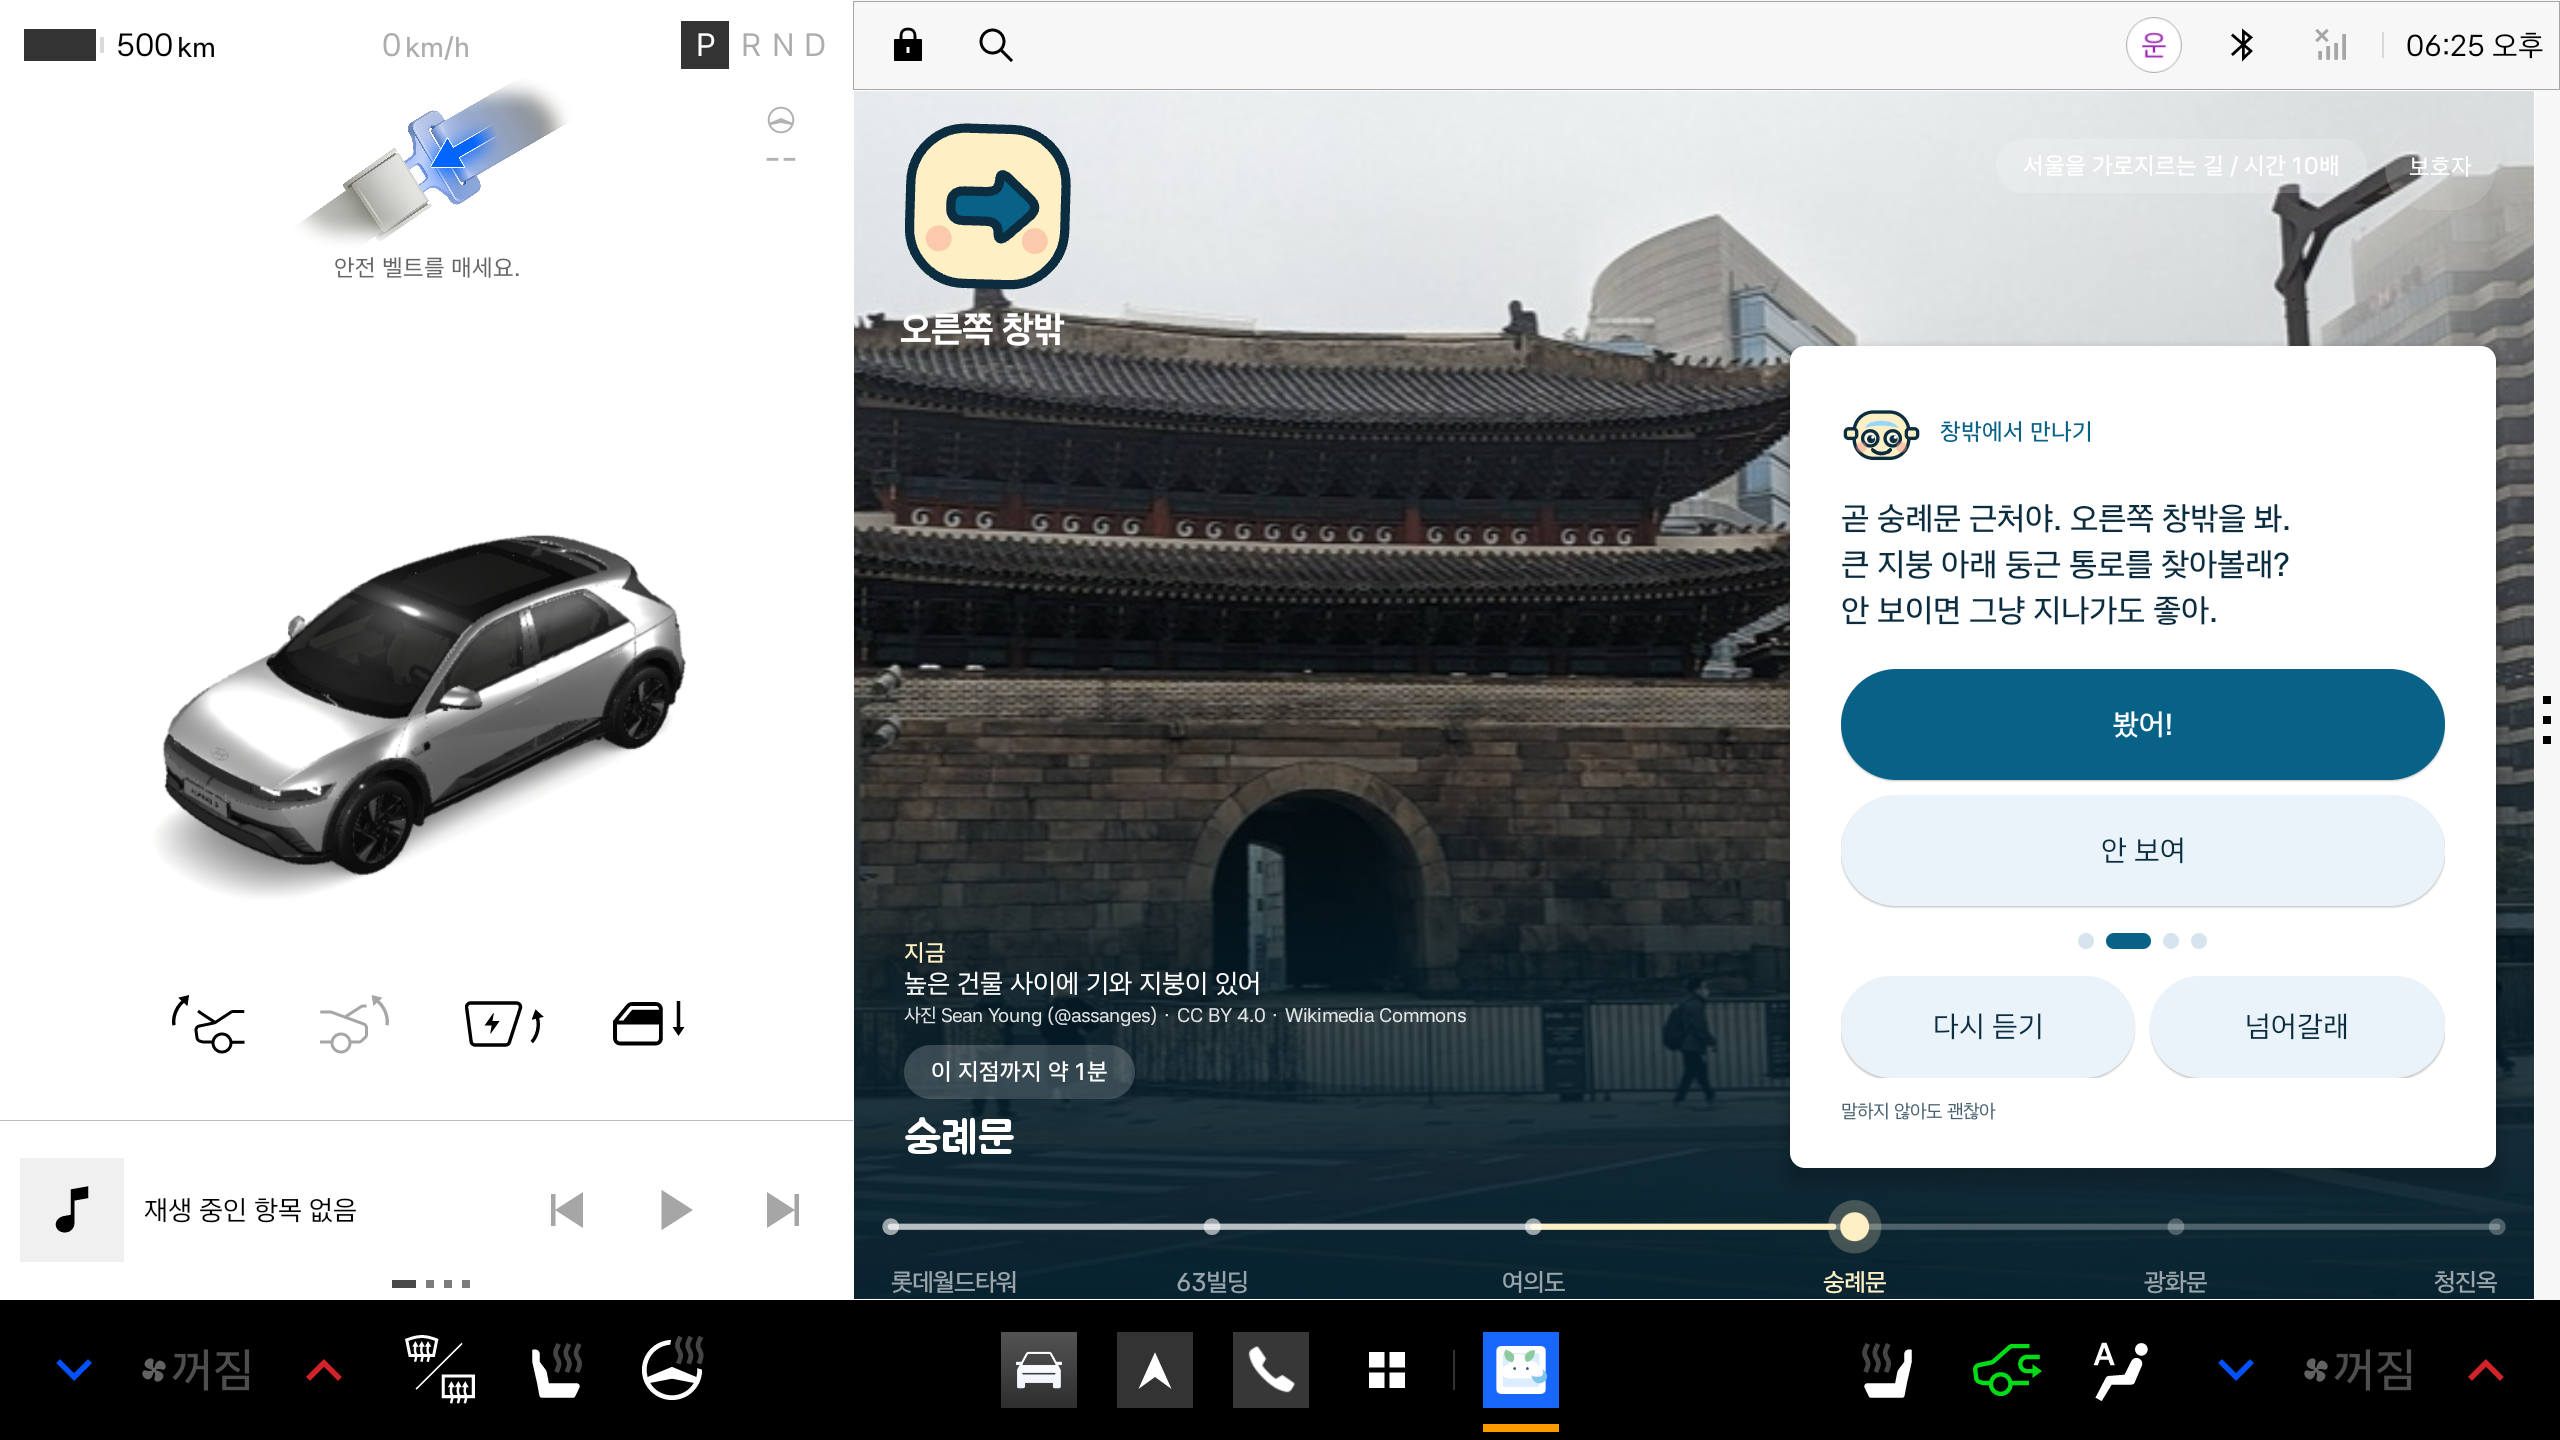 500 km
0 km/h
P R N D
안전 벨트를 매세요.
재생 중인 항목 없음
운
06:25 오후
서울을 가로지르는 길 / 시간 10배
보호자
오른쪽 창밖
창밖에서 만나기
곧 숭례문 근처야. 오른쪽 창밖을 봐.
큰 지붕 아래 둥근 통로를 찾아볼래?
안 보이면 그냥 지나가도 좋아.
봤어!
안 보여
다시 듣기
넘어갈래
말하지 않아도 괜찮아
지금
높은 건물 사이에 기와 지붕이 있어
사진 Sean Young (@assanges) · CC BY 4.0 · Wikimedia Commons
이 지점까지 약 1분
숭례문
롯데월드타워
63빌딩
여의도
숭례문
광화문
청진옥
꺼짐
A
꺼짐